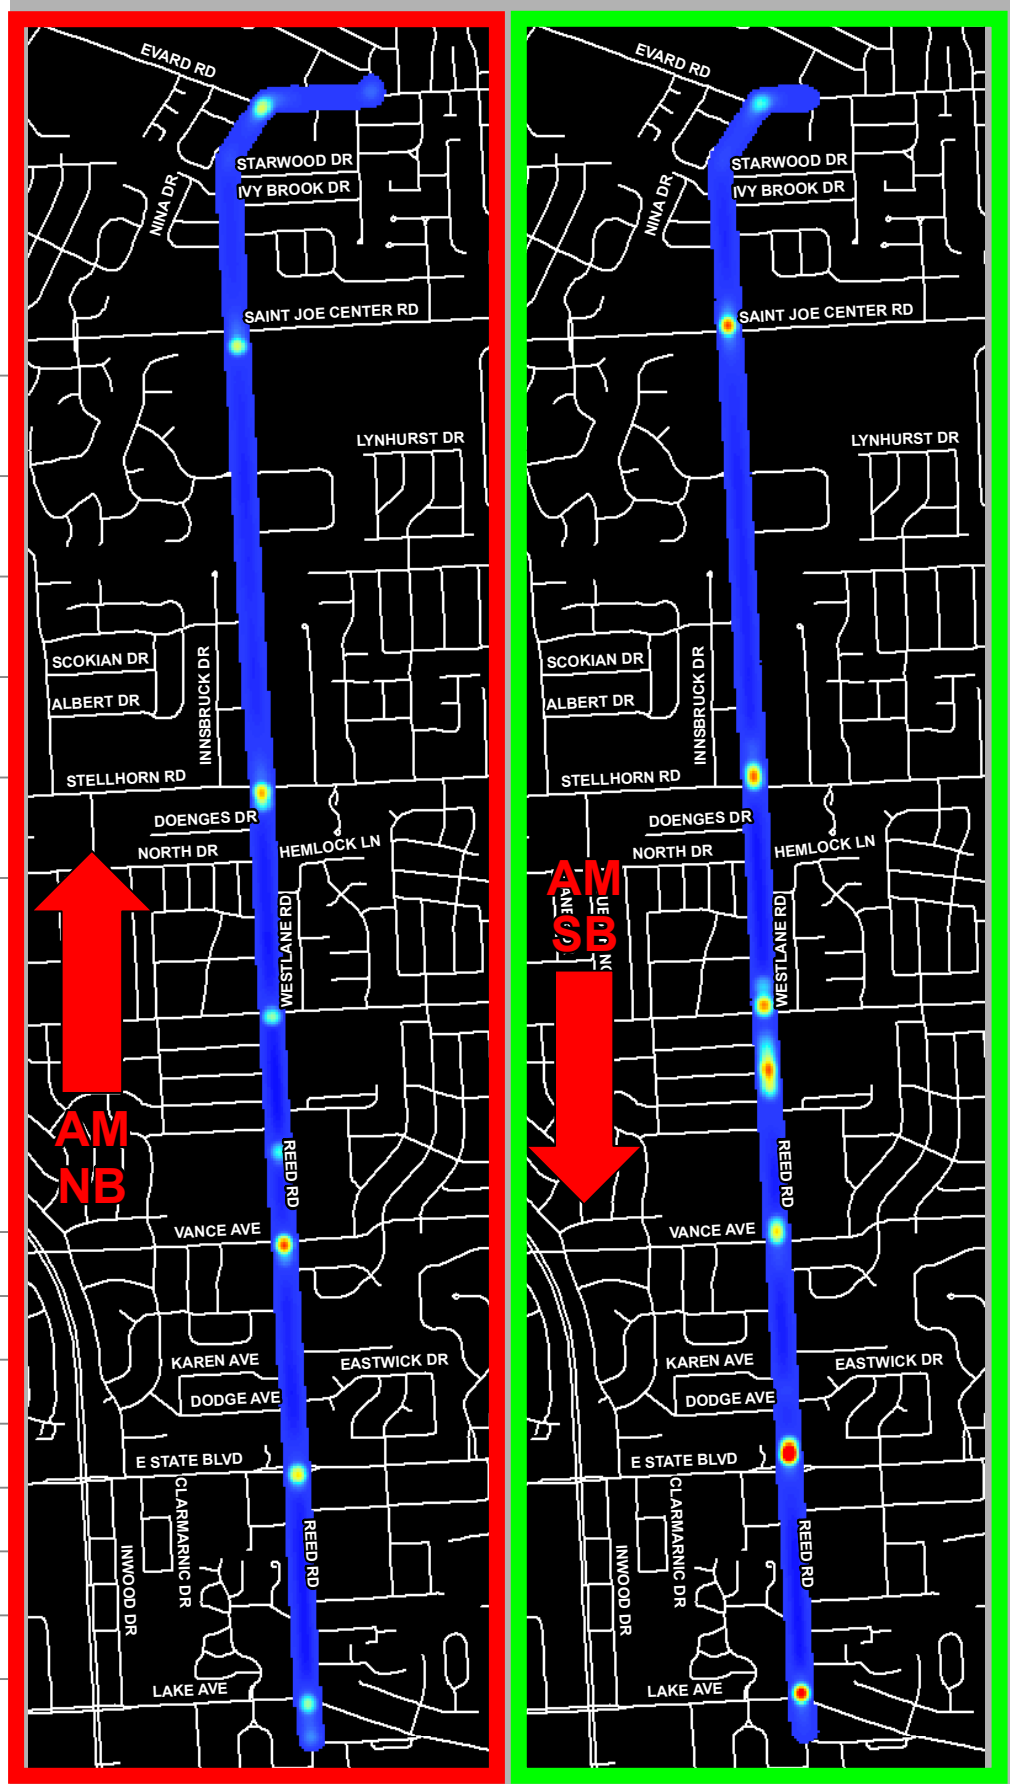 EVARD RD
STARWOOD DR
IVY BROOK DR
NINA DR
SAINT JOE CENTER RD
LYNHURST DR
SCOKIAN DR
ALBERT DR
INNSBRUCK DR
STELLHORN RD
DOENGES DR
NORTH DR
HEMLOCK LN
WESTLANE RD
AM
NB
REED RD
VANCE AVE
KAREN AVE
EASTWICK DR
DODGE AVE
E STATE BLVD
CLARMARNIC DR
INWOOD DR
REED RD
LAKE AVE
EVARD RD
STARWOOD DR
IVY BROOK DR
NINA DR
SAINT JOE CENTER RD
LYNHURST DR
SCOKIAN DR
ALBERT DR
INNSBRUCK DR
STELLHORN RD
DOENGES DR
NORTH DR
HEMLOCK LN
AM
SB
WESTLANE RD
REED RD
VANCE AVE
KAREN AVE
EASTWICK DR
DODGE AVE
E STATE BLVD
CLARMARNIC DR
INWOOD DR
REED RD
LAKE AVE